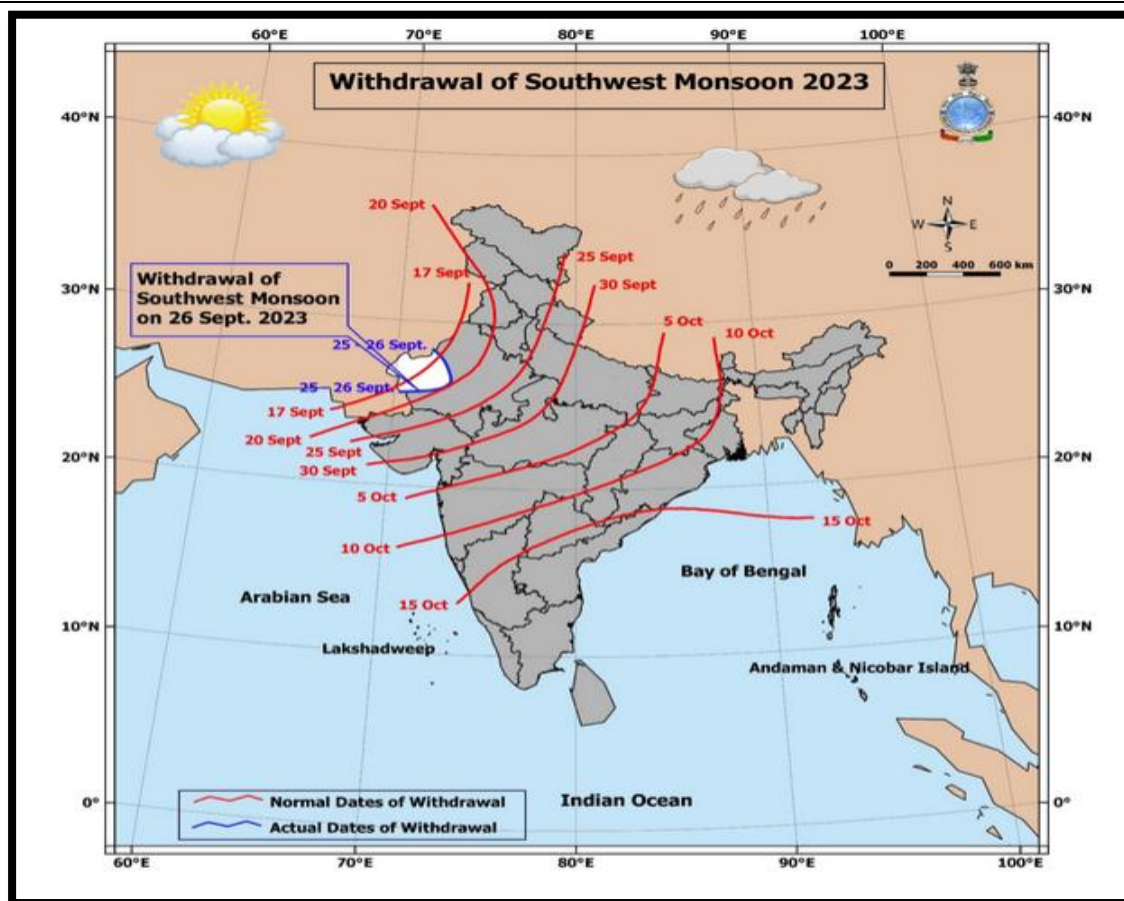 60°E 70°E 80°E 90°E 100°E
Withdrawal of Southwest Monsoon 2023
40°N 40°N
N
W E
S
20 Sept
17 Sept
25 Sept
30 Sept
0 200 400 600 km
Withdrawal of
Southwest Monsoon
on 26 Sept. 2023
30°N 30°N
5 Oct
10 Oct
25 - 26 Sept.
25 - 26 Sept.
17 Sept
20 Sept
25 Sept
30 Sept
20°N 20°N
5 Oct
10 Oct
15 Oct
15 Oct
Bay of Bengal
Arabian Sea
10°N 10°N
Lakshadweep
Andaman & Nicobar Island
Indian Ocean
0° 0°
Normal Dates of Withdrawal
Actual Dates of Withdrawal
60°E 70°E 80°E 90°E 100°E